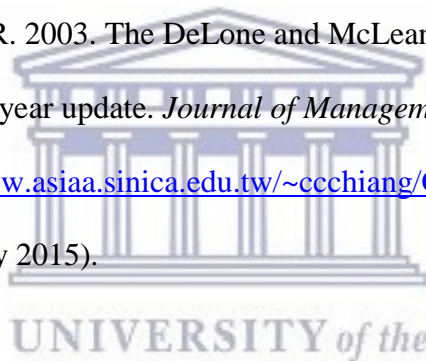 R. 2003. The DeLone and McLean
year update. Journal of Managem
w.asiaa.sinica.edu.tw/~ccchiang/
y 2015).
UNIVERSITY of the